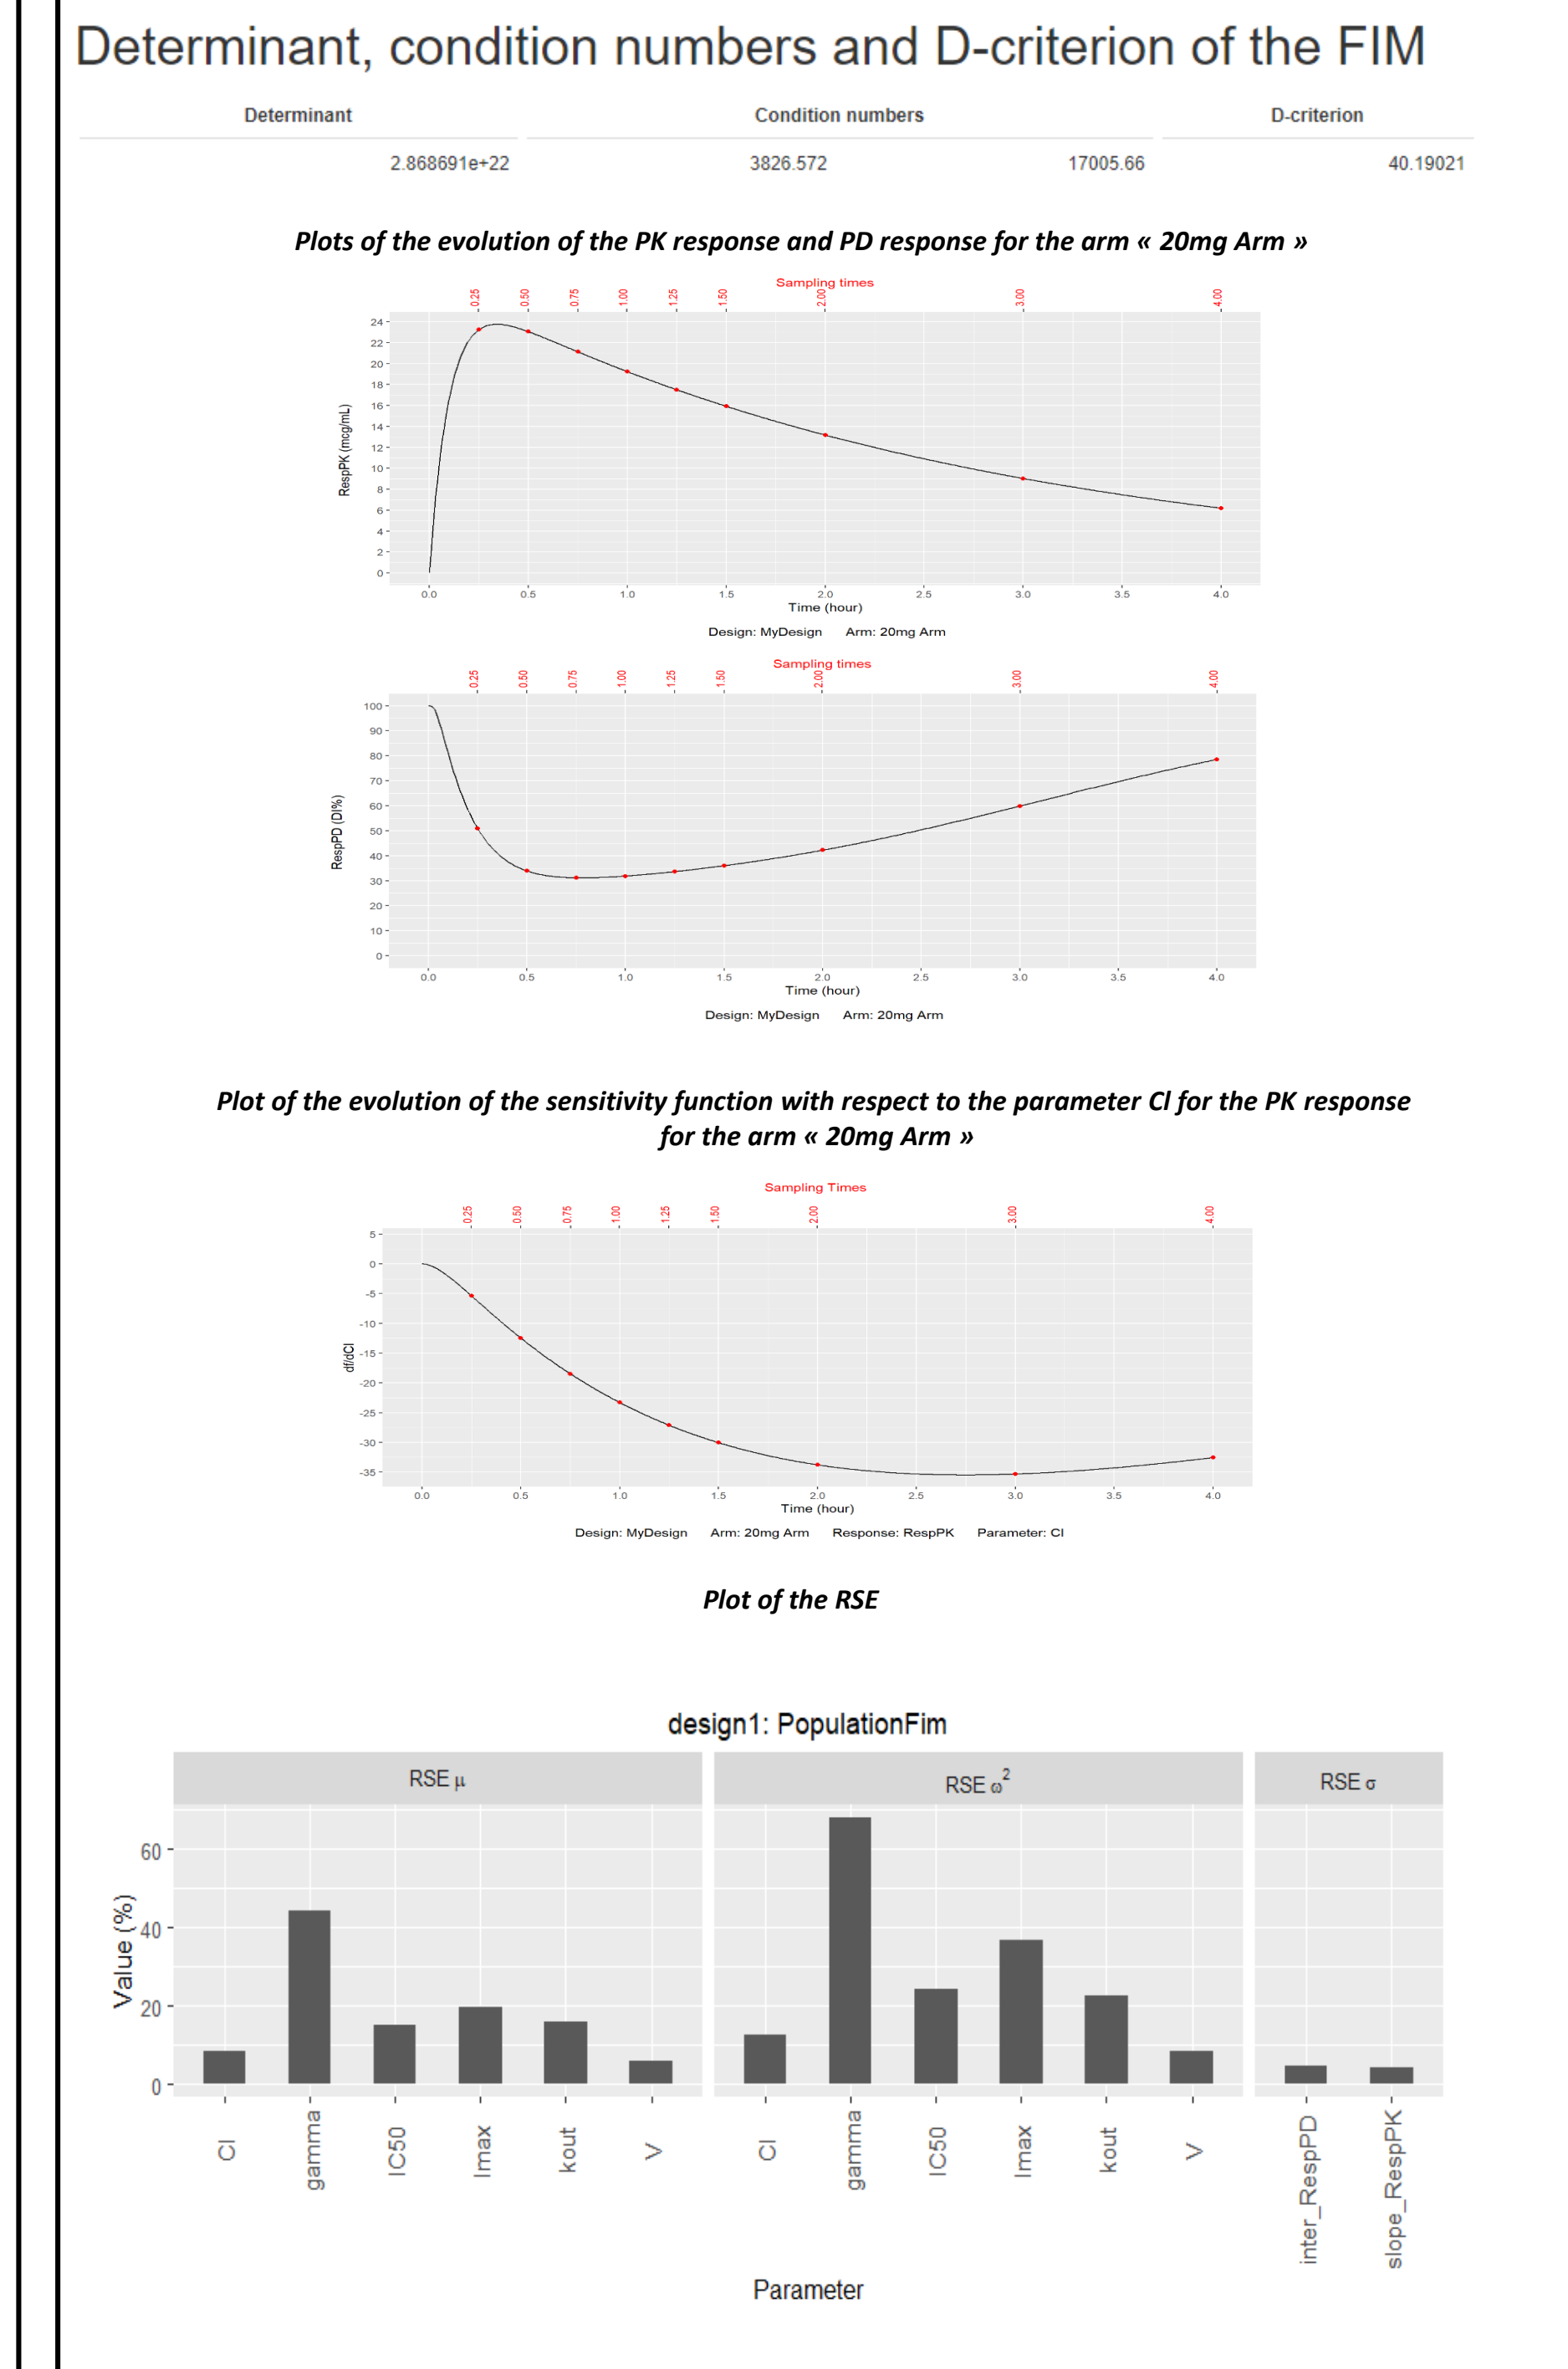 Determinant, condition numbers and D-criterion of the FIM
Determinant Condition numbers D-criterion
2.868691e+22 3826.572 17005.66 40.19021
Plots of the evolution of the PK response and PD response for the arm « 20mg Arm »
Sampling times
0.25 0.50 0.75 1.00 1.25 1.50 2.00 3.00 4.00
24
22
20
18
16
14
12
10
8
6
4
2
0
RespPK (mcg/mL)
0.0 0.5 1.0 1.5 2.0 2.5 3.0 3.5 4.0
Time (hour)
Design: MyDesign Arm: 20mg Arm
Sampling times
0.25 0.50 0.75 1.00 1.25 1.50 2.00 3.00 4.00
100
90
80
70
60
50
40
30
20
10
0
RespPD (DI%)
0.0 0.5 1.0 1.5 2.0 2.5 3.0 3.5 4.0
Time (hour)
Design: MyDesign Arm: 20mg Arm
Plot of the evolution of the sensitivity function with respect to the parameter Cl for the PK response
for the arm « 20mg Arm »
Sampling Times
0.25 0.50 0.75 1.00 1.25 1.50 2.00 3.00 4.00
5
0
-5
-10
-15
-20
-25
-30
-35
df/dCl
0.0 0.5 1.0 1.5 2.0 2.5 3.0 3.5 4.0
Time (hour)
Design: MyDesign Arm: 20mg Arm Response: RespPK Parameter: Cl
Plot of the RSE
design1: PopulationFim
RSE μ RSE ω² RSE σ
60
40
20
0
Value (%)
Cl gamma IC50 Imax kout V Cl gamma IC50 Imax kout V inter_RespPD slope_RespPK
Parameter